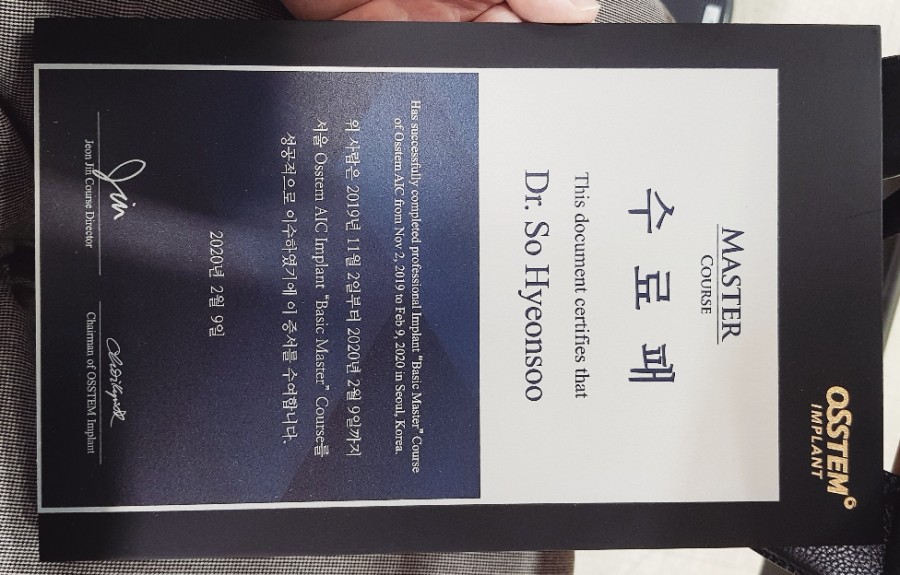 OSSTEM
IMPLANT
MASTER
COURSE
수 료 패
This document certifies that
Dr. So Hyeonsoo
Has successfully completed professional Implant "Basic Master" Course
of Osstem AIC from Nov 2, 2019 to Feb 9, 2020 in Seoul, Korea.
위 사람은 2019년 11월 2일부터 2020년 2월 9일까지
서울 Osstem AIC Implant "Basic Master" Course를
성공적으로 이수하였기에 이 증서를 수여합니다.
2020년 2월 9일
Jin
Jeon Jin Course Director
Chairman of OSSTEM Implant